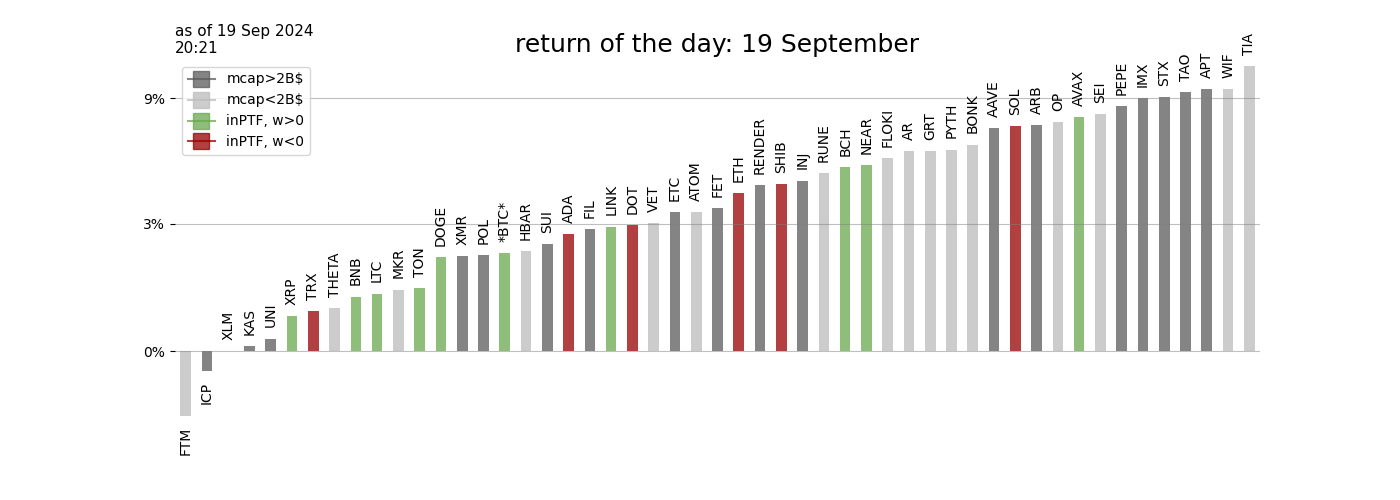 as of 19 Sep 2024
20:21
return of the day: 19 September
mcap>2B$
mcap<2B$
inPTF, w>0
inPTF, w<0
9%
3%
0%
FTM
ICP
XLM
KAS
UNI
XRP
TRX
THETA
BNB
LTC
MKR
TON
DOGE
XMR
POL
*BTC*
HBAR
SUI
ADA
FIL
LINK
DOT
VET
ETC
ATOM
FET
ETH
RENDER
SHIB
INJ
RUNE
BCH
NEAR
FLOKI
AR
GRT
PYTH
BONK
AAVE
SOL
ARB
OP
AVAX
SEI
PEPE
IMX
STX
TAO
APT
WIF
TIA